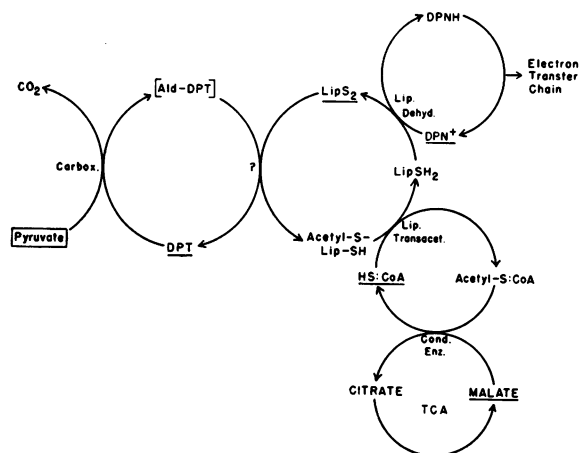 DPNH
Electron
Transfer
Chain
CO2
[Ald-DPT]
LipS2
Lip.
Dehyd.
DPN+
Carbox.
?
LipSH2
Pyruvate
DPT
Acetyl-S-
Lip-SH
Lip.
Transacet.
HS:CoA
Acetyl-S:CoA
Cond.
Enz.
CITRATE
MALATE
TCA